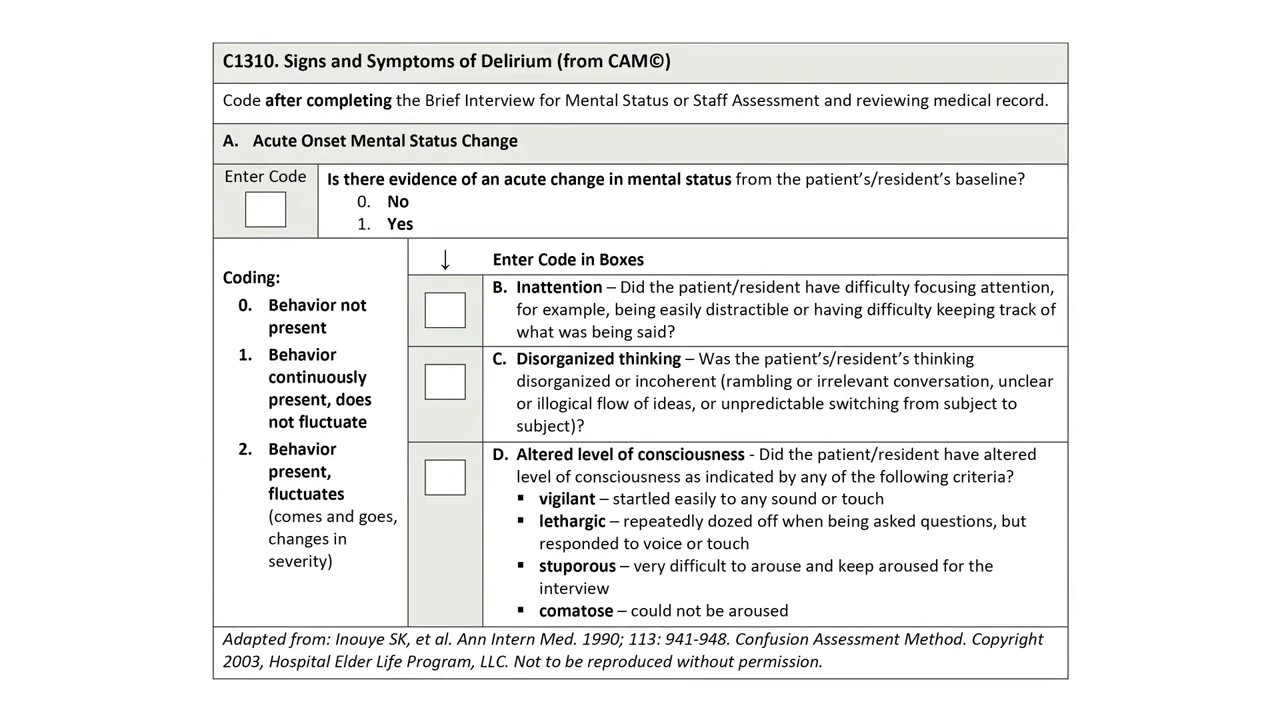 C1310. Signs and Symptoms of Delirium (from CAM©)
Code after completing the Brief Interview for Mental Status or Staff Assessment and reviewing medical record.
A. Acute Onset Mental Status Change
Enter Code
Is there evidence of an acute change in mental status from the patient’s/resident’s baseline?
0. No
1. Yes
Coding:
0. Behavior not
present
1. Behavior
continuously
present, does
not fluctuate
2. Behavior
present,
fluctuates
(comes and goes,
changes in
severity)
↓ Enter Code in Boxes
B. Inattention – Did the patient/resident have difficulty focusing attention,
for example, being easily distractible or having difficulty keeping track of
what was being said?
C. Disorganized thinking – Was the patient’s/resident’s thinking
disorganized or incoherent (rambling or irrelevant conversation, unclear
or illogical flow of ideas, or unpredictable switching from subject to
subject)?
D. Altered level of consciousness - Did the patient/resident have altered
level of consciousness as indicated by any of the following criteria?
▪ vigilant – startled easily to any sound or touch
▪ lethargic – repeatedly dozed off when being asked questions, but
responded to voice or touch
▪ stuporous – very difficult to arouse and keep aroused for the
interview
▪ comatose – could not be aroused
Adapted from: Inouye SK, et al. Ann Intern Med. 1990; 113: 941-948. Confusion Assessment Method. Copyright
2003, Hospital Elder Life Program, LLC. Not to be reproduced without permission.